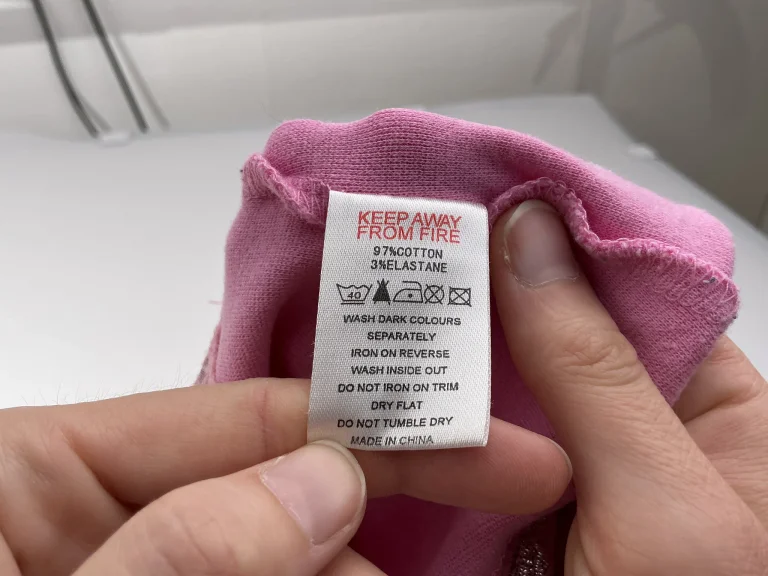 KEEP AWAY
FROM FIRE
97%COTTON
3%ELASTANE
40
WASH DARK COLOURS
SEPARATELY
IRON ON REVERSE
WASH INSIDE OUT
DO NOT IRON ON TRIM
DRY FLAT
DO NOT TUMBLE DRY
MADE IN CHINA